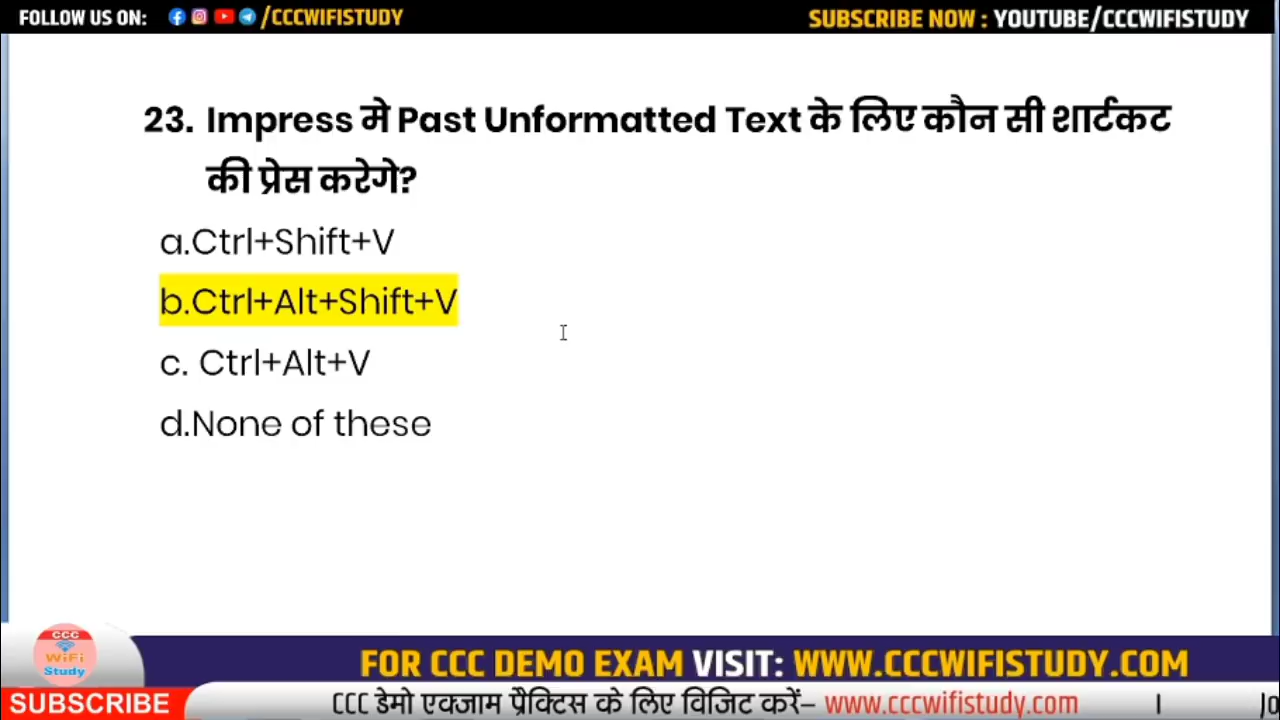 FOLLOW US ON: /CCCWIFISTUDY
SUBSCRIBE NOW : YOUTUBE/CCCWIFISTUDY
23. Impress मे Past Unformatted Text के लिए कौन सी शार्टकट
की प्रेस करेगे?
a.Ctrl+Shift+V
b.Ctrl+Alt+Shift+V
c. Ctrl+Alt+V
d.None of these
CCC
WiFi
Study
FOR CCC DEMO EXAM VISIT: WWW.CCCWIFISTUDY.COM
SUBSCRIBE
CCC डेमो एक्जाम प्रैक्टिस के लिए विजिट करें– www.cccwifistudy.com |